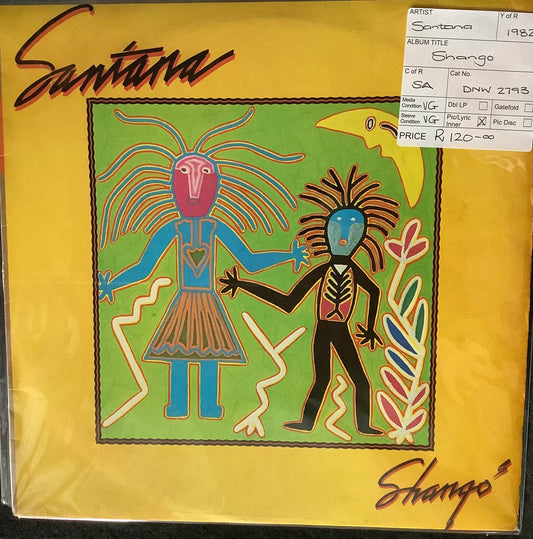 Santana
ARTIST
Y of R
Santana
1982
ALBUM TITLE
Shango
C of R
Cat No.
SA
DNW 2793
Media Condition VG
Dbl LP
Gatefold
Sleeve Condition VG
Pic/Lyric Inner X
Pic Disc
PRICE R 120-00
Shangó